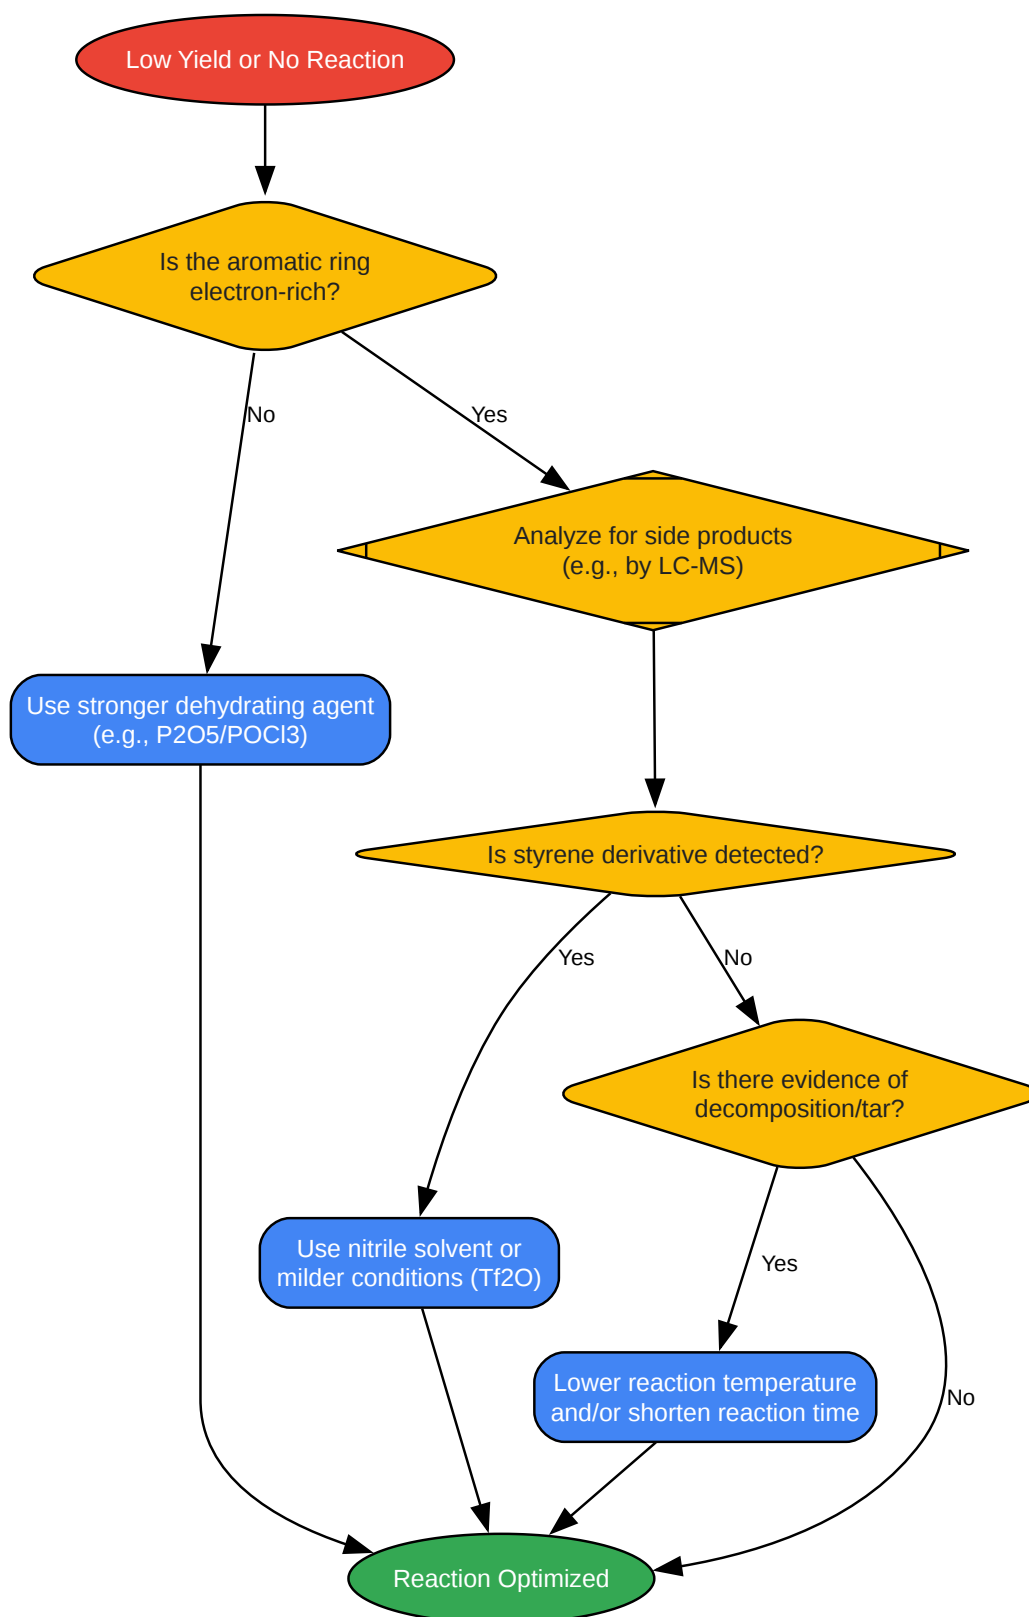 Low Yield or No Reaction
Is the aromatic ring
electron-rich?
No
Yes
Analyze for side products
(e.g., by LC-MS)
Use stronger dehydrating agent
(e.g., P2O5/POCl3)
Is styrene derivative detected?
Yes
No
Is there evidence of
decomposition/tar?
Use nitrile solvent or
milder conditions (Tf2O)
Yes
Lower reaction temperature
and/or shorten reaction time
No
Reaction Optimized